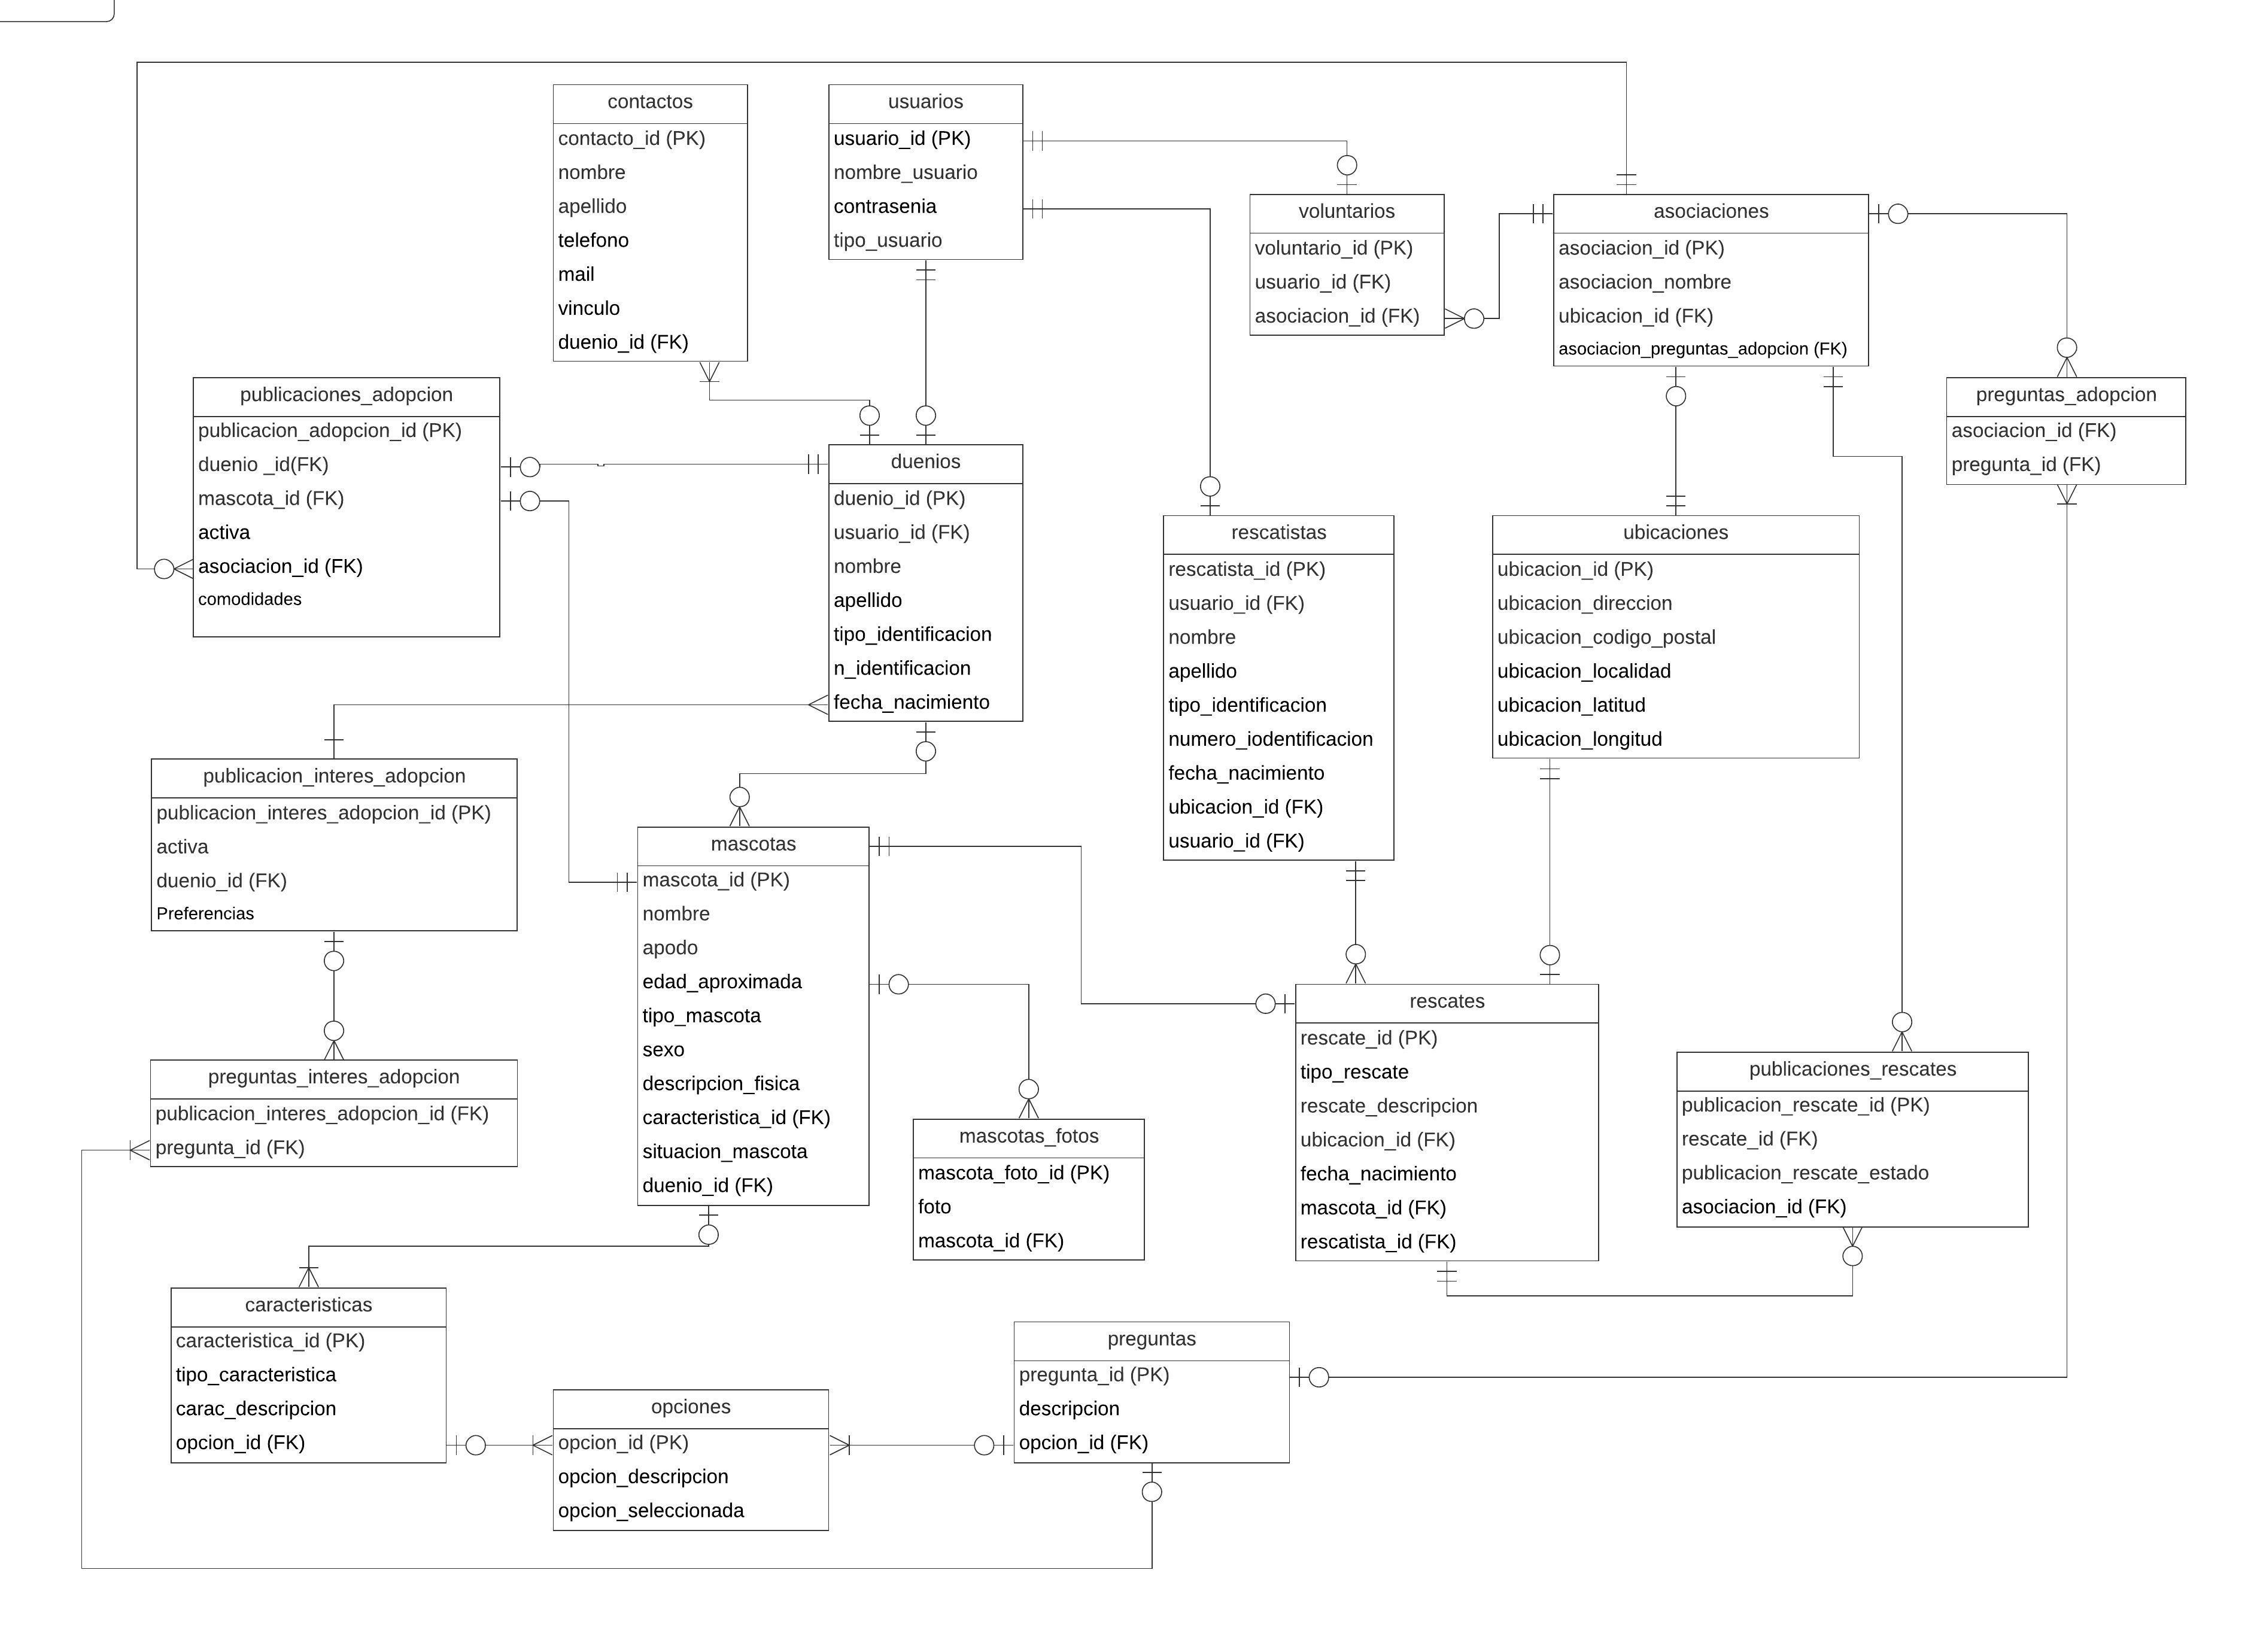 contactos
contacto_id (PK)
nombre
apellido
telefono
mail
vinculo
duenio_id (FK)
usuarios
usuario_id (PK)
nombre_usuario
contrasenia
tipo_usuario
voluntarios
voluntario_id (PK)
usuario_id (FK)
asociacion_id (FK)
asociaciones
asociacion_id (PK)
asociacion_nombre
ubicacion_id (FK)
asociacion_preguntas_adopcion (FK)
publicaciones_adopcion
publicacion_adopcion_id (PK)
duenio _id(FK)
mascota_id (FK)
activa
asociacion_id (FK)
comodidades
duenios
duenio_id (PK)
usuario_id (FK)
nombre
apellido
tipo_identificacion
n_identificacion
fecha_nacimiento
preguntas_adopcion
asociacion_id (FK)
pregunta_id (FK)
rescatistas
rescatista_id (PK)
usuario_id (FK)
nombre
apellido
tipo_identificacion
numero_iodentificacion
fecha_nacimiento
ubicacion_id (FK)
usuario_id (FK)
ubicaciones
ubicacion_id (PK)
ubicacion_direccion
ubicacion_codigo_postal
ubicacion_localidad
ubicacion_latitud
ubicacion_longitud
publicacion_interes_adopcion
publicacion_interes_adopcion_id (PK)
activa
duenio_id (FK)
Preferencias
mascotas
mascota_id (PK)
nombre
apodo
edad_aproximada
tipo_mascota
sexo
descripcion_fisica
caracteristica_id (FK)
situacion_mascota
duenio_id (FK)
rescates
rescate_id (PK)
tipo_rescate
rescate_descripcion
ubicacion_id (FK)
fecha_nacimiento
mascota_id (FK)
rescatista_id (FK)
publicaciones_rescates
publicacion_rescate_id (PK)
rescate_id (FK)
publicacion_rescate_estado
asociacion_id (FK)
preguntas_interes_adopcion
publicacion_interes_adopcion_id (FK)
pregunta_id (FK)
mascotas_fotos
mascota_foto_id (PK)
foto
mascota_id (FK)
caracteristicas
caracteristica_id (PK)
tipo_caracteristica
carac_descripcion
opcion_id (FK)
opciones
opcion_id (PK)
opcion_descripcion
opcion_seleccionada
preguntas
pregunta_id (PK)
descripcion
opcion_id (FK)